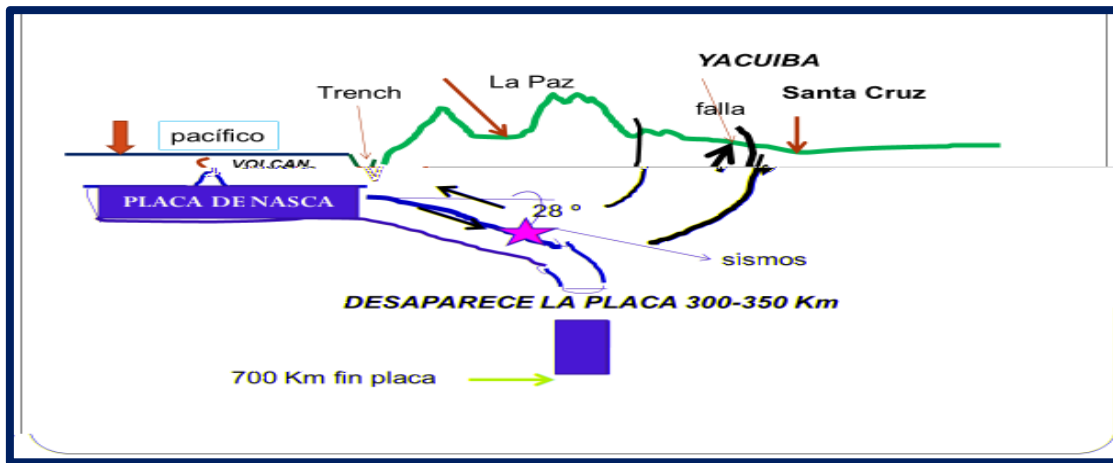 YACUIBA
La Paz
Trench
falla
Santa Cruz
pacífico
VOLCAN
PLACA DE NASCA
28 º
sismos
DESAPARECE LA PLACA 300-350 Km
700 Km fin placa